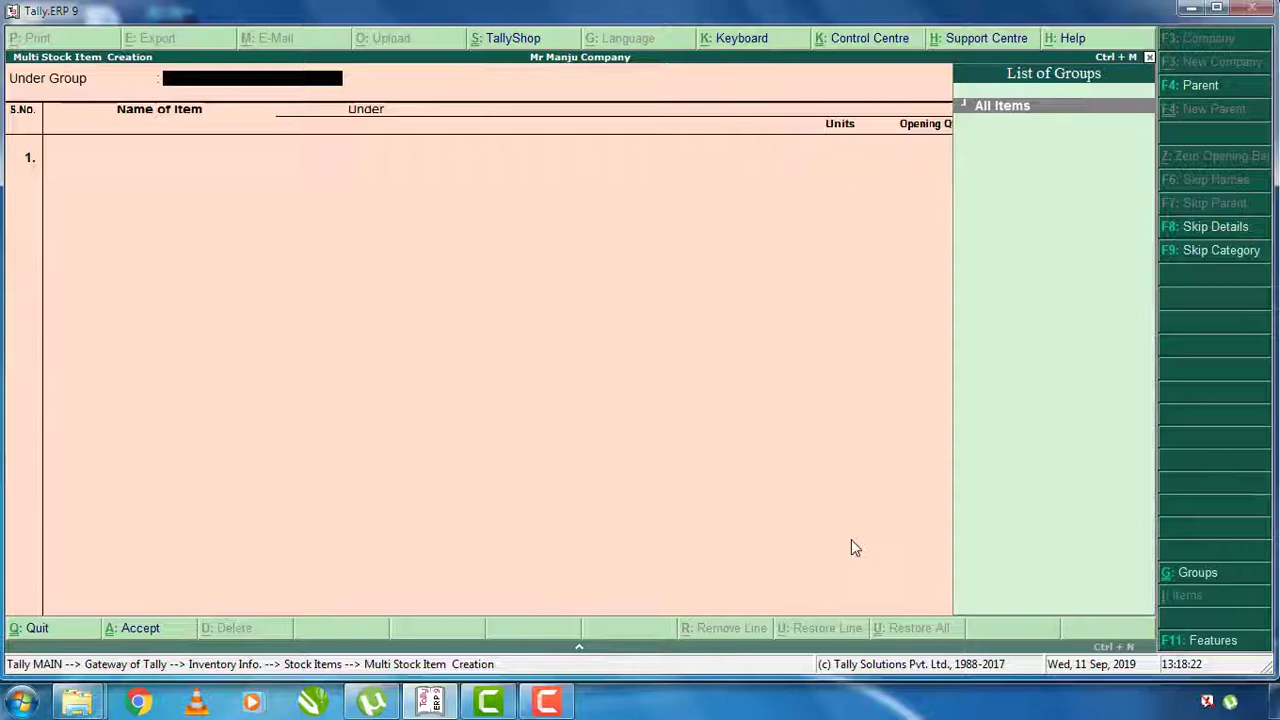 Tally.ERP 9
P: Print E: Export M: E-Mail O: Upload S: TallyShop G: Language K: Keyboard K: Control Centre H: Support Centre H: Help
F3: Company
Multi Stock Item Creation Mr Manju Company Ctrl + M
F3: New Company
Under Group :
List of Groups
F4: Parent
All Items
F4: New Parent
S.No. Name of Item Under
Units Opening Q
1.
Z: Zero Opening Ba
F6: Skip Names
F7: Skip Parent
F8: Skip Details
F9: Skip Category
G: Groups
I: Items
Q: Quit A: Accept D: Delete R: Remove Line U: Restore Line U: Restore All
F11: Features
Ctrl + N
Tally MAIN --> Gateway of Tally --> Inventory Info. --> Stock Items --> Multi Stock Item Creation (c) Tally Solutions Pvt. Ltd., 1988-2017 Wed, 11 Sep, 2019 13:18:22
Tally
ERP 9